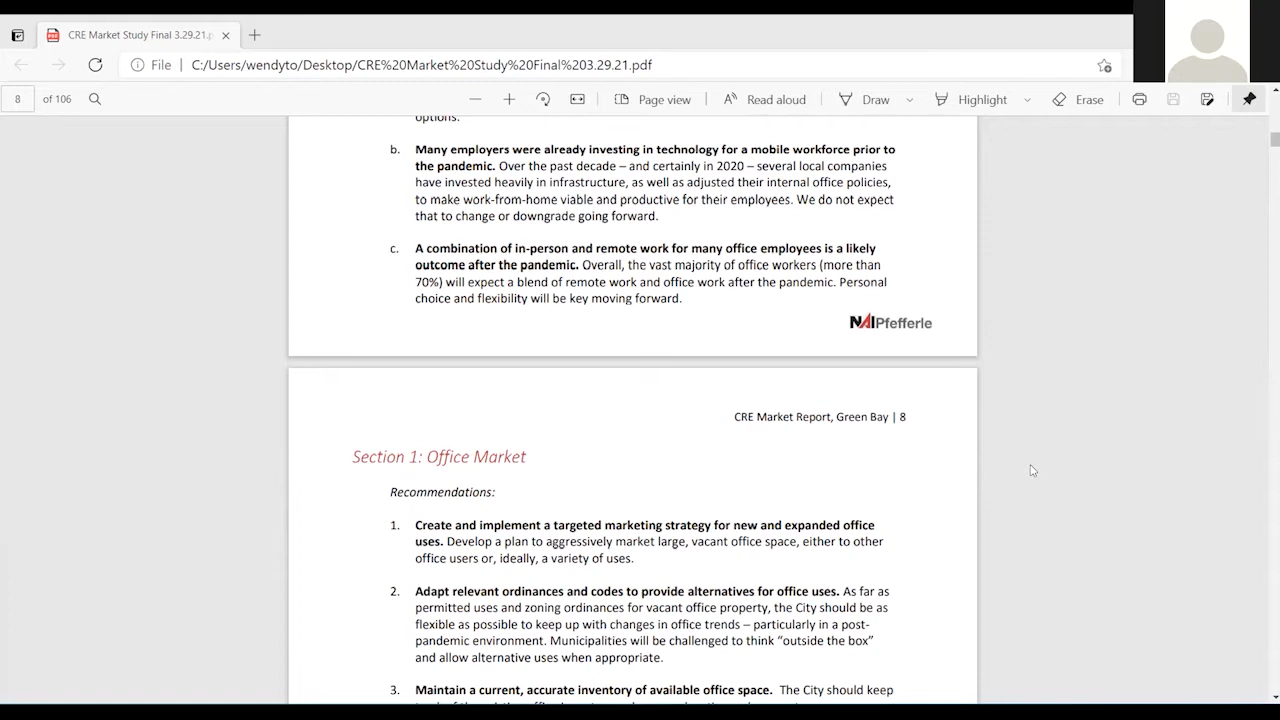 CRE Market Study Final 3.29.21.p
File | C:/Users/wendyto/Desktop/CRE%20Market%20Study%20Final%203.29.21.pdf
8 of 106 Page view Read aloud Draw Highlight Erase
options.
b. Many employers were already investing in technology for a mobile workforce prior to
the pandemic. Over the past decade – and certainly in 2020 – several local companies
have invested heavily in infrastructure, as well as adjusted their internal office policies,
to make work-from-home viable and productive for their employees. We do not expect
that to change or downgrade going forward.
c. A combination of in-person and remote work for many office employees is a likely
outcome after the pandemic. Overall, the vast majority of office workers (more than
70%) will expect a blend of remote work and office work after the pandemic. Personal
choice and flexibility will be key moving forward.
NAIPfefferle
CRE Market Report, Green Bay | 8
Section 1: Office Market
Recommendations:
1. Create and implement a targeted marketing strategy for new and expanded office
uses. Develop a plan to aggressively market large, vacant office space, either to other
office users or, ideally, a variety of uses.
2. Adapt relevant ordinances and codes to provide alternatives for office uses. As far as
permitted uses and zoning ordinances for vacant office property, the City should be as
flexible as possible to keep up with changes in office trends – particularly in a post-
pandemic environment. Municipalities will be challenged to think “outside the box”
and allow alternative uses when appropriate.
3. Maintain a current, accurate inventory of available office space. The City should keep